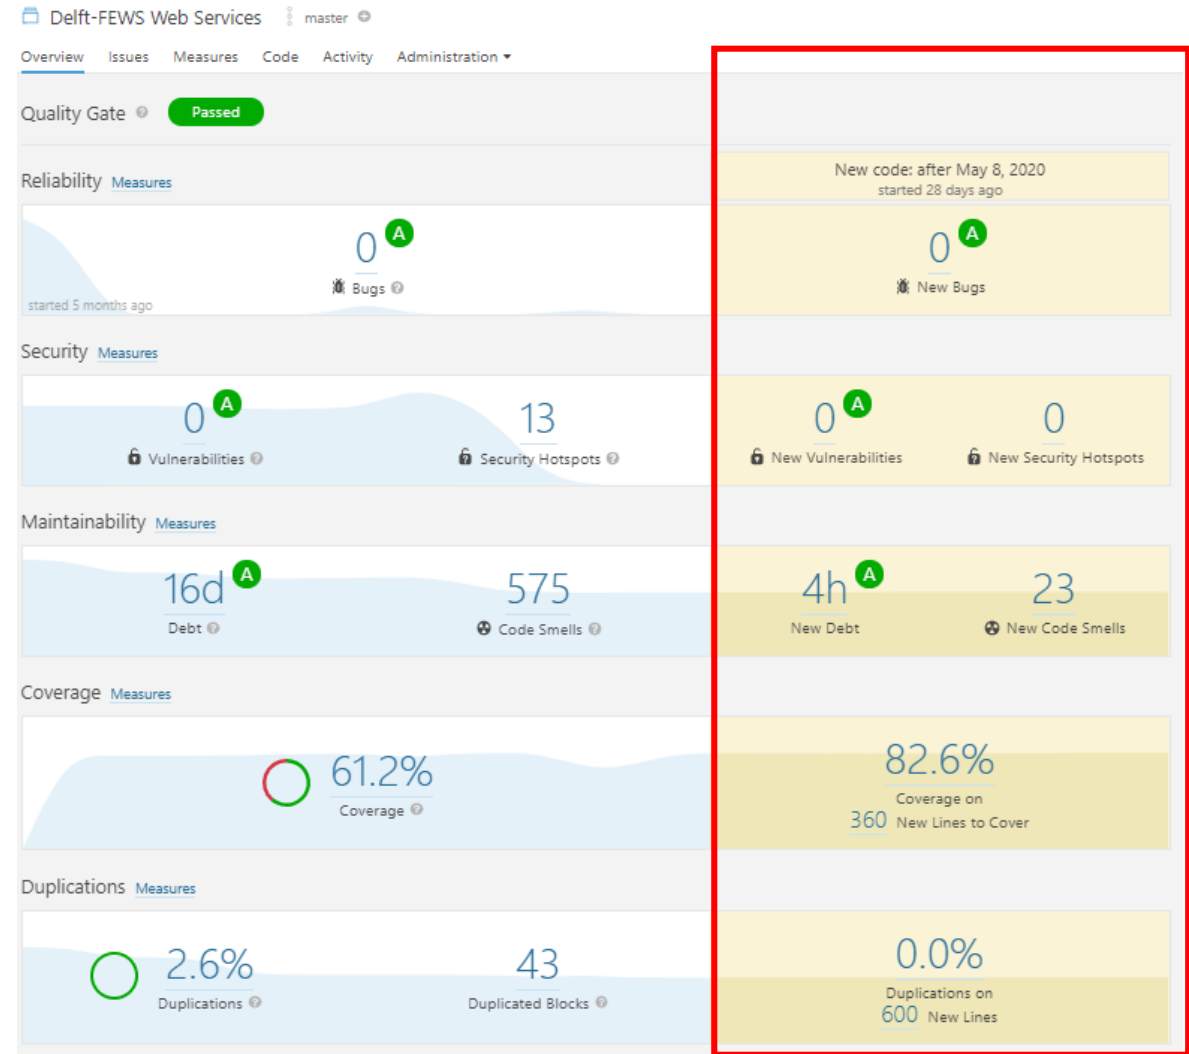 Delft-FEWS Web Services master
Overview Issues Measures Code Activity Administration
Quality Gate Passed
Reliability Measures
New code: after May 8, 2020
started 28 days ago
0 A
Bugs
started 5 months ago
0 A
New Bugs
Security Measures
0 A 13 0 A 0
Vulnerabilities Security Hotspots New Vulnerabilities New Security Hotspots
Maintainability Measures
16d A 575 4h A 23
Debt Code Smells New Debt New Code Smells
Coverage Measures
61.2%
Coverage
82.6%
Coverage on
360 New Lines to Cover
Duplications Measures
2.6% 43
Duplications Duplicated Blocks
0.0%
Duplications on
600 New Lines